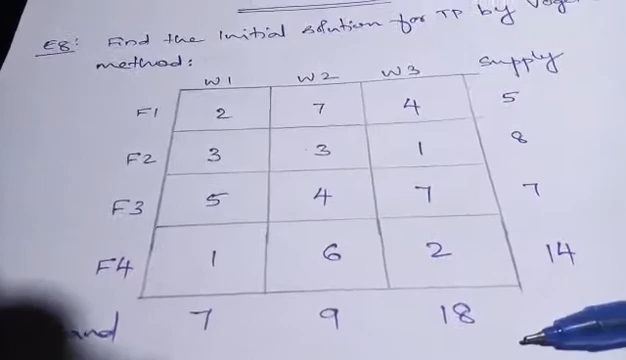 E8: Find the Initial solution for TP by
method:
W1 W2 W3 Supply
F1 2 7 4 5
F2 3 3 1 8
F3 5 4 7 7
F4 1 6 2 14
7 9 18